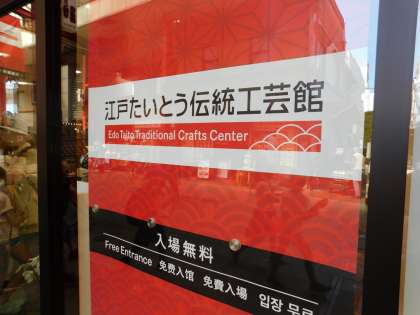 江戸たいとう伝統工芸館
Edo Taito Traditional Crafts Center
入場無料
Free Entrance 免费入馆 免費入場 입장 무료